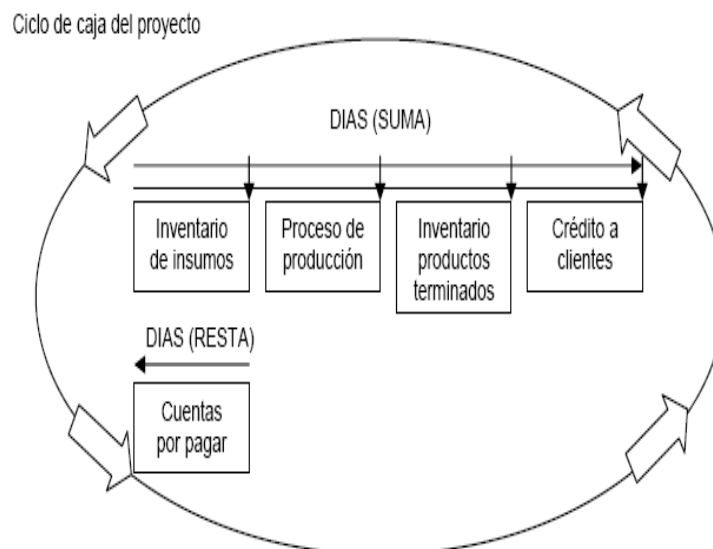 Ciclo de caja del proyecto
DIAS (SUMA)
Inventario
de insumos
Proceso de
producción
Inventario
productos
terminados
Crédito a
clientes
DIAS (RESTA)
Cuentas
por pagar